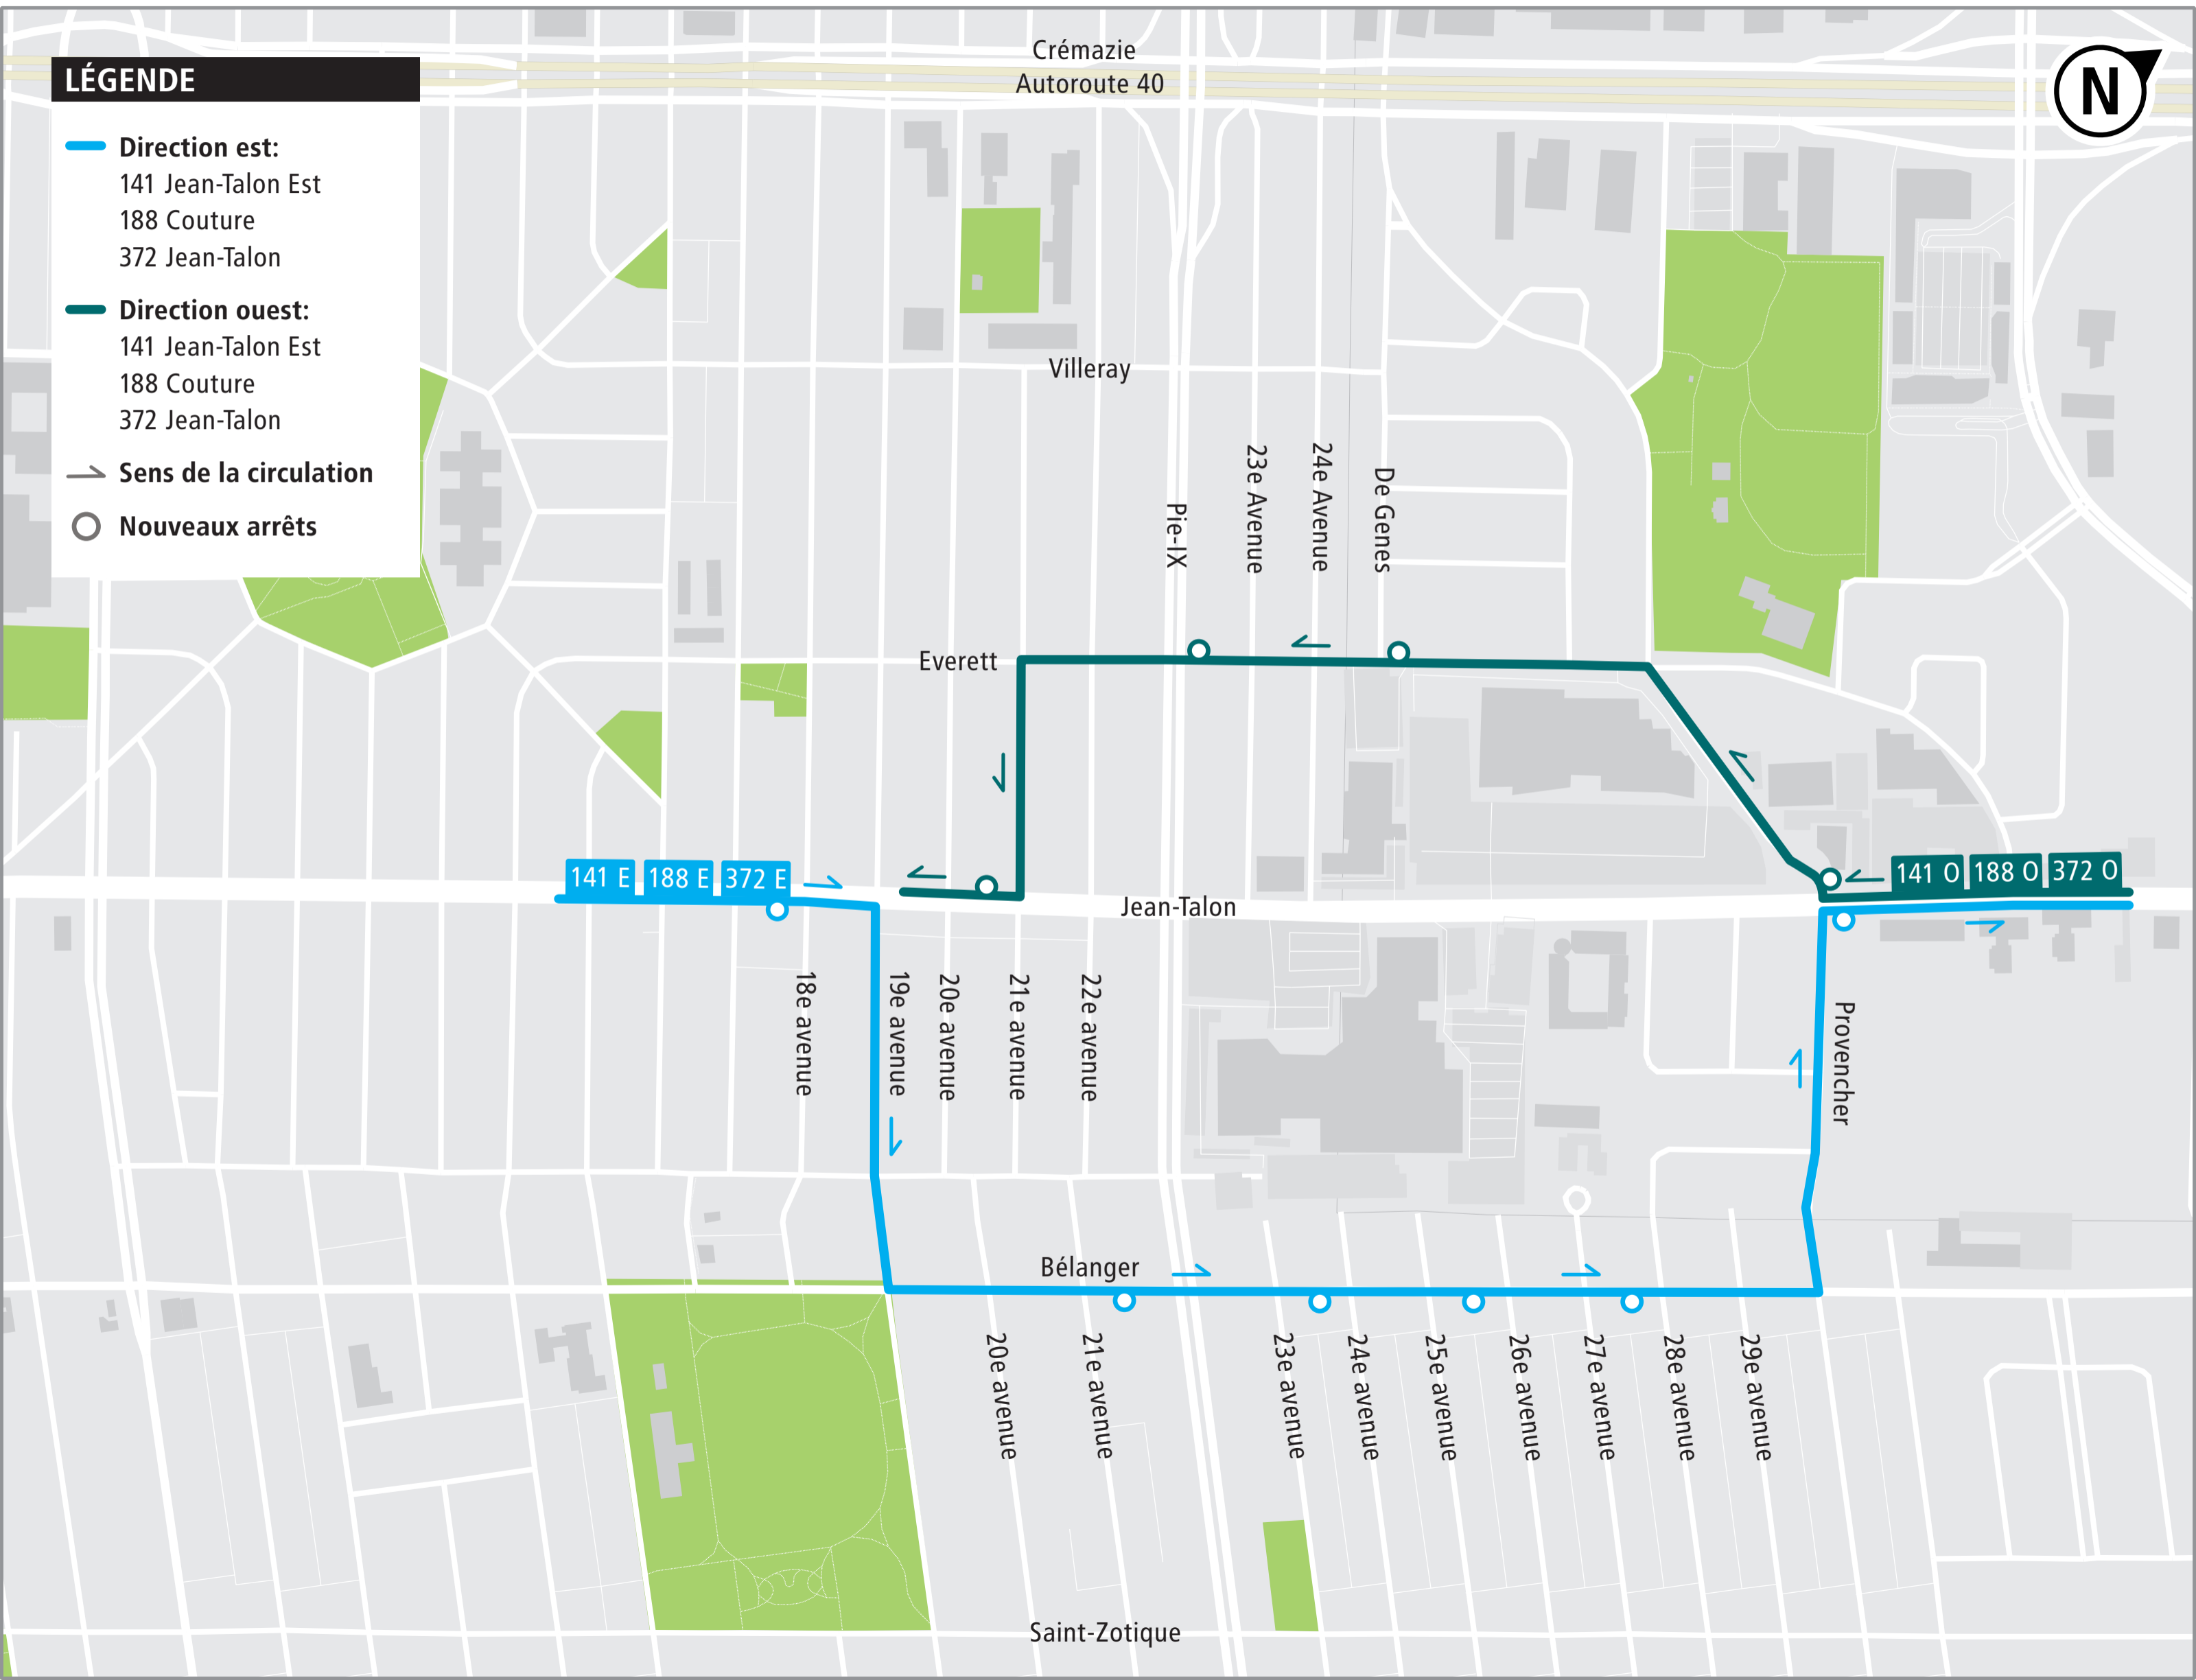 Crémazie
Autoroute 40
N
LÉGENDE
Direction est:
141 Jean-Talon Est
188 Couture
372 Jean-Talon
Direction ouest:
141 Jean-Talon Est
188 Couture
372 Jean-Talon
Sens de la circulation
Nouveaux arrêts
Villeray
Pie-IX
23e Avenue
24e Avenue
De Genes
Everett
141 E
188 E
372 E
141 O
188 O
372 O
Jean-Talon
18e avenue
19e avenue
20e avenue
21e avenue
22e avenue
Provencher
Bélanger
20e avenue
21e avenue
23e avenue
24e avenue
25e avenue
26e avenue
27e avenue
28e avenue
29e avenue
Saint-Zotique